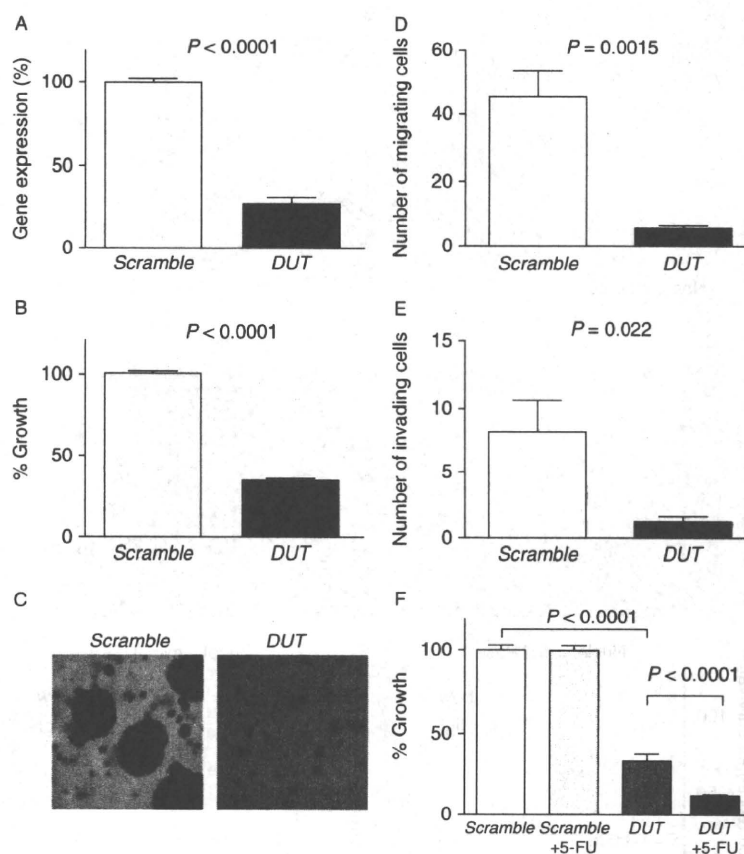 A
P < 0.0001
Gene expression (%)
100
50
0
Scramble
DUT
B
P < 0.0001
% Growth
100
50
0
Scramble
DUT
C
Scramble
DUT
D
P = 0.0015
Number of migrating cells
60
40
20
0
Scramble
DUT
E
P = 0.022
Number of invading cells
15
10
5
0
Scramble
DUT
F
P < 0.0001
P < 0.0001
% Growth
100
50
0
Scramble
Scramble
+5-FU
DUT
DUT
+5-FU